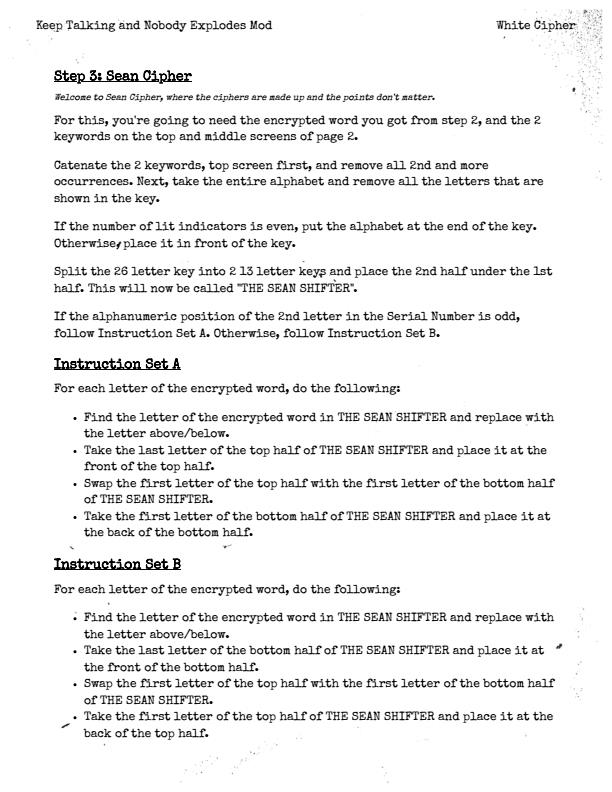 Keep Talking and Nobody Explodes Mod
White Cipher
Step 3: Sean Cipher
Welcome to Sean Cipher, where the ciphers are made up and the points don't matter.
For this, you're going to need the encrypted word you got from step 2, and the 2
keywords on the top and middle screens of page 2.
Catenate the 2 keywords, top screen first, and remove all 2nd and more
occurrences. Next, take the entire alphabet and remove all the letters that are
shown in the key.
If the number of lit indicators is even, put the alphabet at the end of the key.
Otherwise, place it in front of the key.
Split the 26 letter key into 2 13 letter keys and place the 2nd half under the 1st
half. This will now be called "THE SEAN SHIFTER".
If the alphanumeric position of the 2nd letter in the Serial Number is odd,
follow Instruction Set A. Otherwise, follow Instruction Set B.
Instruction Set A
For each letter of the encrypted word, do the following:
• Find the letter of the encrypted word in THE SEAN SHIFTER and replace with
the letter above/below.
• Take the last letter of the top half of THE SEAN SHIFTER and place it at the
front of the top half.
• Swap the first letter of the top half with the first letter of the bottom half
of THE SEAN SHIFTER.
• Take the first letter of the bottom half of THE SEAN SHIFTER and place it at
the back of the bottom half.
Instruction Set B
For each letter of the encrypted word, do the following:
• Find the letter of the encrypted word in THE SEAN SHIFTER and replace with
the letter above/below.
• Take the last letter of the bottom half of THE SEAN SHIFTER and place it at
the front of the bottom half.
• Swap the first letter of the top half with the first letter of the bottom half
of THE SEAN SHIFTER.
• Take the first letter of the top half of THE SEAN SHIFTER and place it at the
back of the top half.